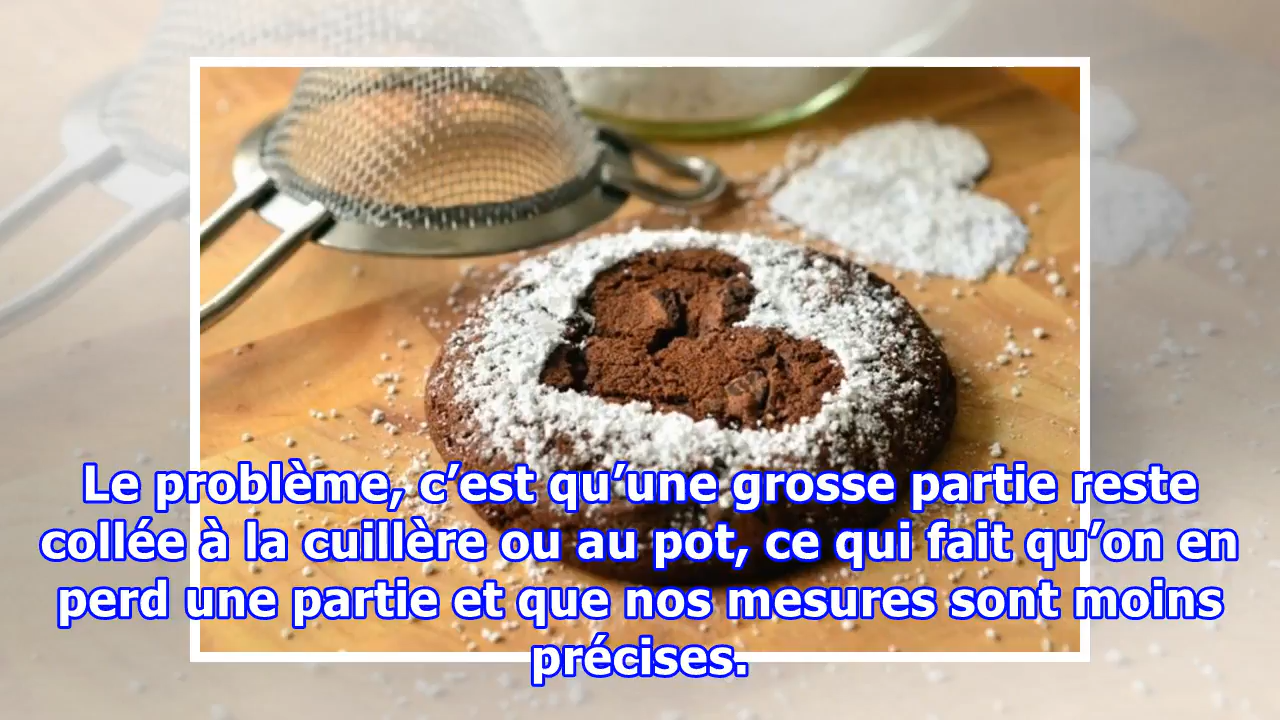 Le problème, c’est qu’une grosse partie reste
collée à la cuillère ou au pot, ce qui fait qu’on en
perd une partie et que nos mesures sont moins
précises.